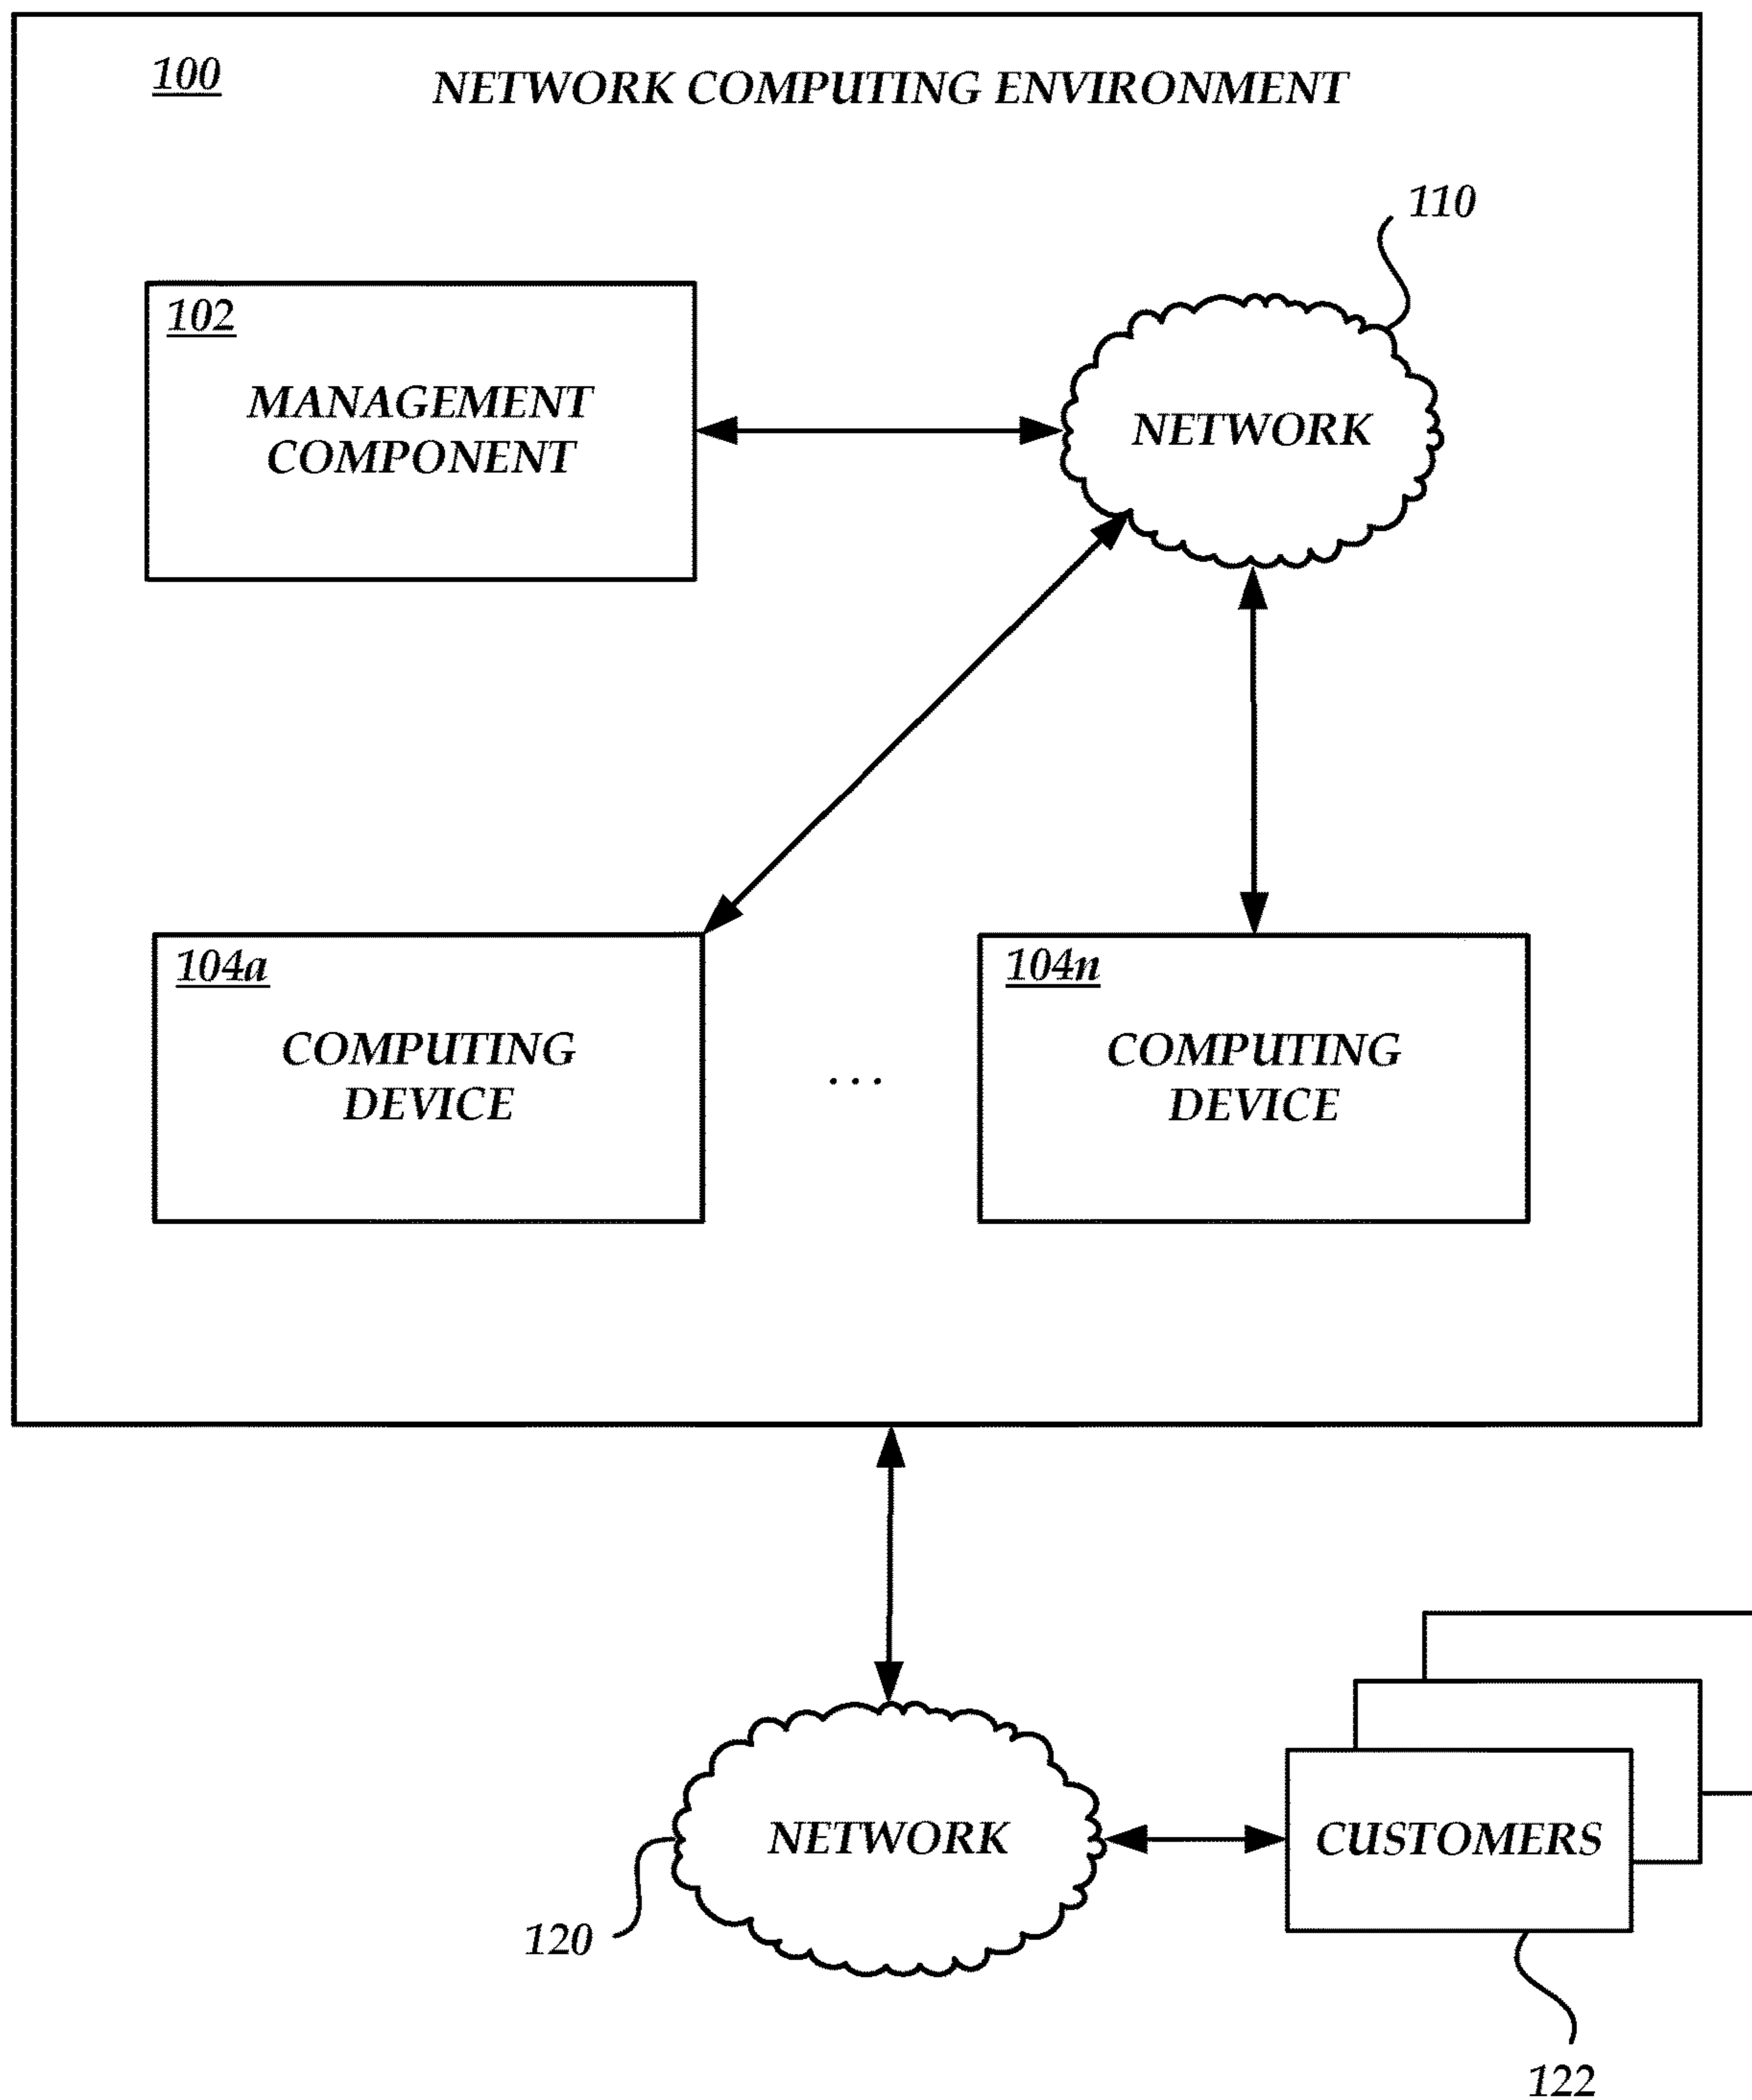 100
NETWORK COMPUTING ENVIRONMENT
110
102
MANAGEMENT
COMPONENT
NETWORK
104a
COMPUTING
DEVICE
...
104n
COMPUTING
DEVICE
NETWORK
CUSTOMERS
120
122